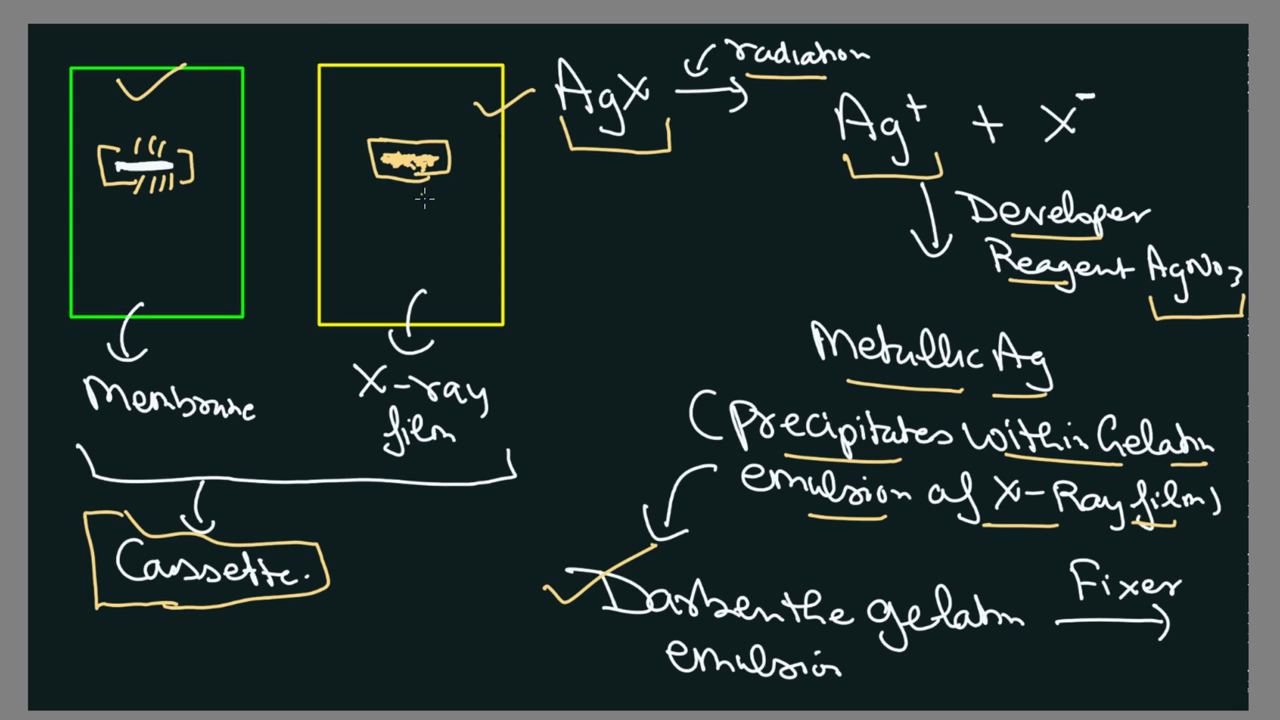 AgX
radiation
Ag+ + X-
Developer
Reagent AgNO3
Metallic Ag
(Precipitates within Gelatin
emulsion of X-Ray film)
Darken the gelatin
emulsion
Fixer
Membrane
X-ray
film
Cassette.